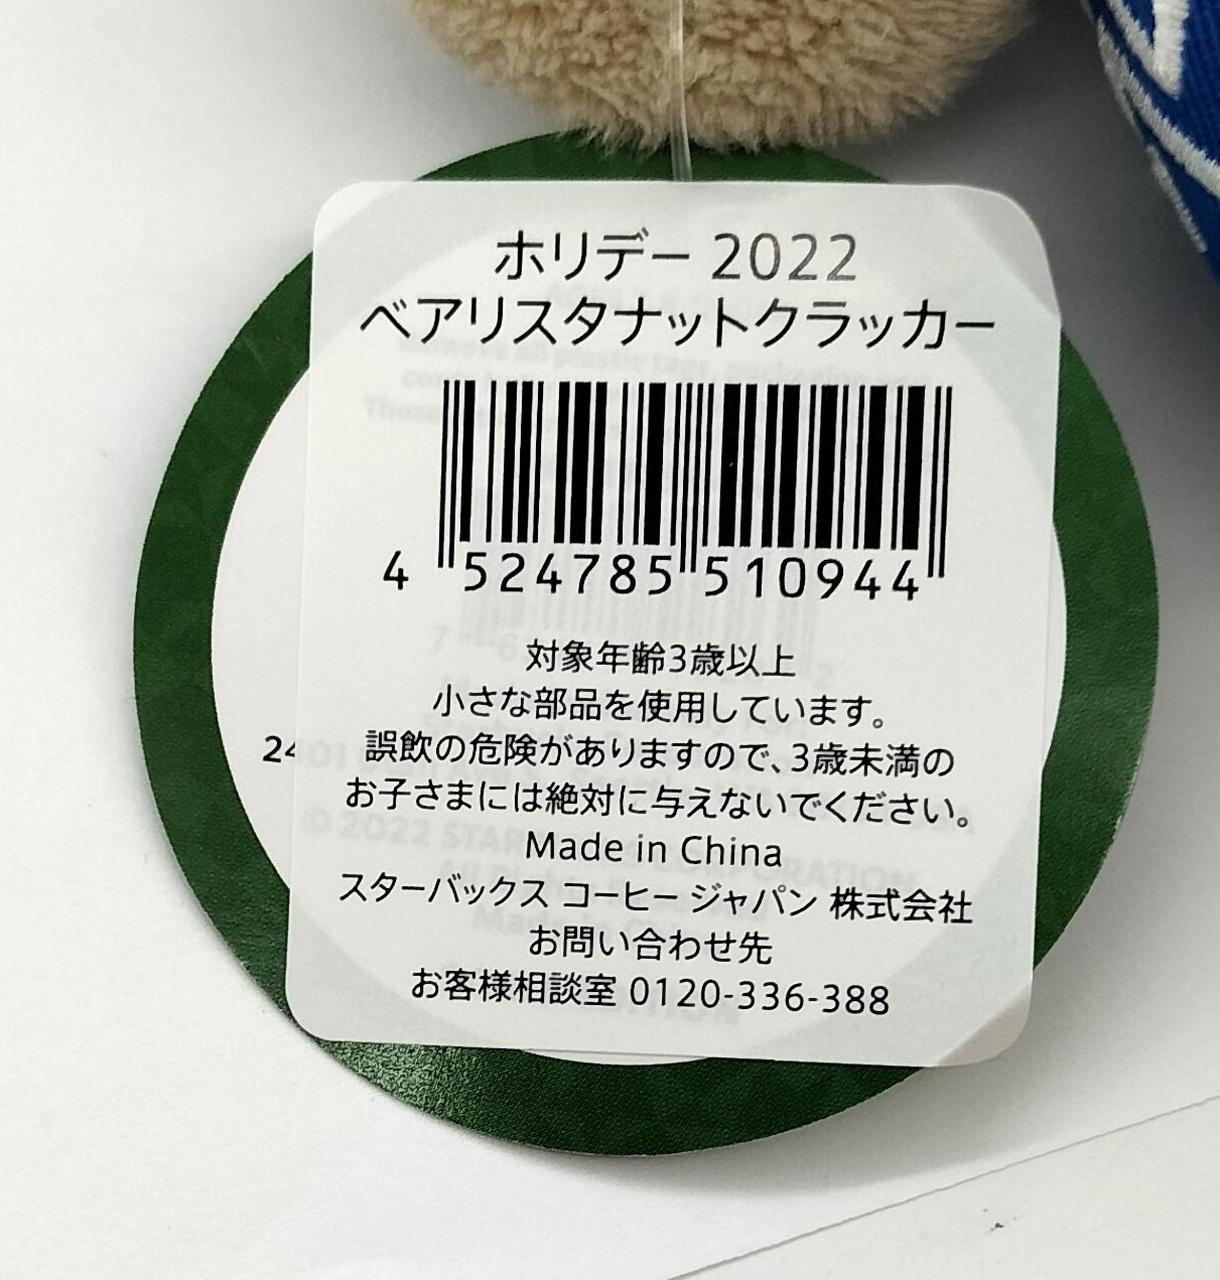 ホリデー 2022
ベアリスタナットクラッカー
4 524785 510944
対象年齢3歳以上
小さな部品を使用しています。
誤飲の危険がありますので、3歳未満の
お子さまには絶対に与えないでください。
Made in China
スターバックス コーヒー ジャパン 株式会社
お問い合わせ先
お客様相談室 0120-336-388